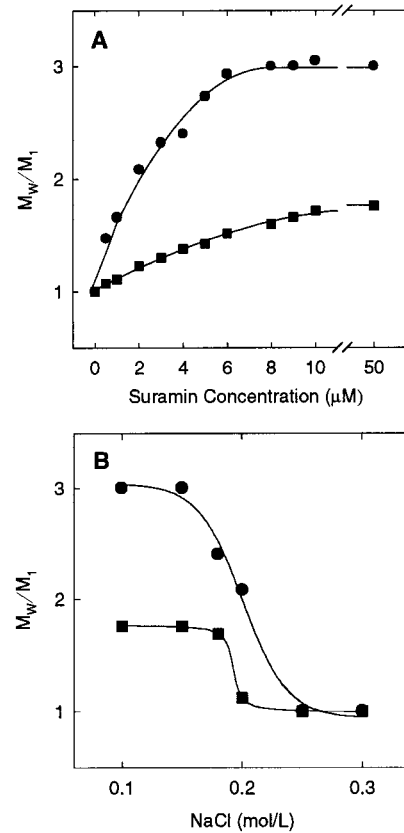 A
3
2
1
M_W/M_1
0 2 4 6 8 10 50
Suramin Concentration (μM)
B
3
2
1
M_W/M_1
0.1 0.2 0.3
NaCl (mol/L)